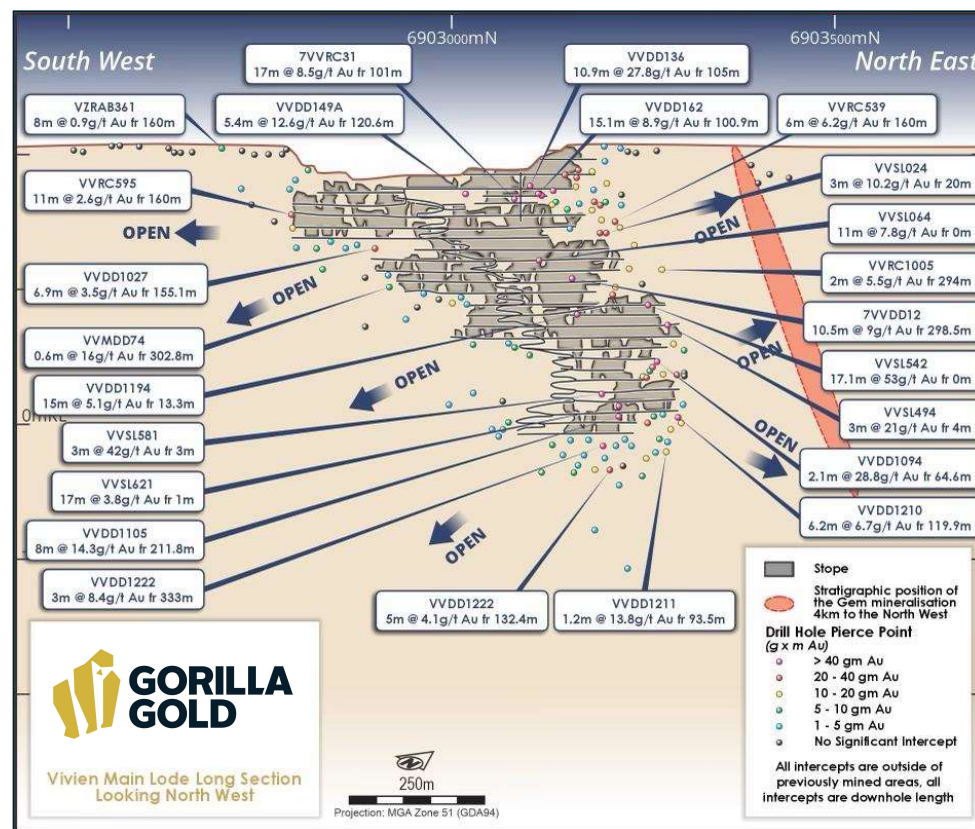 6903000mN
6903500mN
South West
North East
7VVRC31
17m @ 8.5g/t Au fr 101m
VVDD136
10.9m @ 27.8g/t Au fr 105m
VZRAB361
8m @ 0.9g/t Au fr 160m
VVDD149A
5.4m @ 12.6g/t Au fr 120.6m
VVDD162
15.1m @ 8.9g/t Au fr 100.9m
VVRC539
6m @ 6.2g/t Au fr 160m
VVRC595
11m @ 2.6g/t Au fr 160m
VVSL024
3m @ 10.2g/t Au fr 20m
OPEN
OPEN
VVSL064
11m @ 7.8g/t Au fr 0m
VVDD1027
6.9m @ 3.5g/t Au fr 155.1m
OPEN
VVRC1005
2m @ 5.5g/t Au fr 294m
VVMDD74
0.6m @ 16g/t Au fr 302.8m
7VVDD12
10.5m @ 9g/t Au fr 298.5m
OPEN
VVDD1194
15m @ 5.1g/t Au fr 13.3m
OPEN
VVSL542
17.1m @ 53g/t Au fr 0m
0mRL
VVSL581
3m @ 42g/t Au fr 3m
VVSL494
3m @ 21g/t Au fr 4m
OPEN
VVSL621
17m @ 3.8g/t Au fr 1m
VVDD1094
2.1m @ 28.8g/t Au fr 64.6m
VVDD1105
8m @ 14.3g/t Au fr 211.8m
VVDD1210
6.2m @ 6.7g/t Au fr 119.9m
OPEN
VVDD1222
3m @ 8.4g/t Au fr 333m
VVDD1222
5m @ 4.1g/t Au fr 132.4m
VVDD1211
1.2m @ 13.8g/t Au fr 93.5m
Stope
Stratigraphic position of
the Gem mineralisation
4km to the North West
Drill Hole Pierce Point
(g x m Au)
> 40 gm Au
20 - 40 gm Au
10 - 20 gm Au
5 - 10 gm Au
1 - 5 gm Au
No Significant Intercept
All intercepts are outside of
previously mined areas, all
intercepts are downhole length
GORILLA
GOLD
Vivien Main Lode Long Section
Looking North West
250m
Projection: MGA Zone 51 (GDA94)